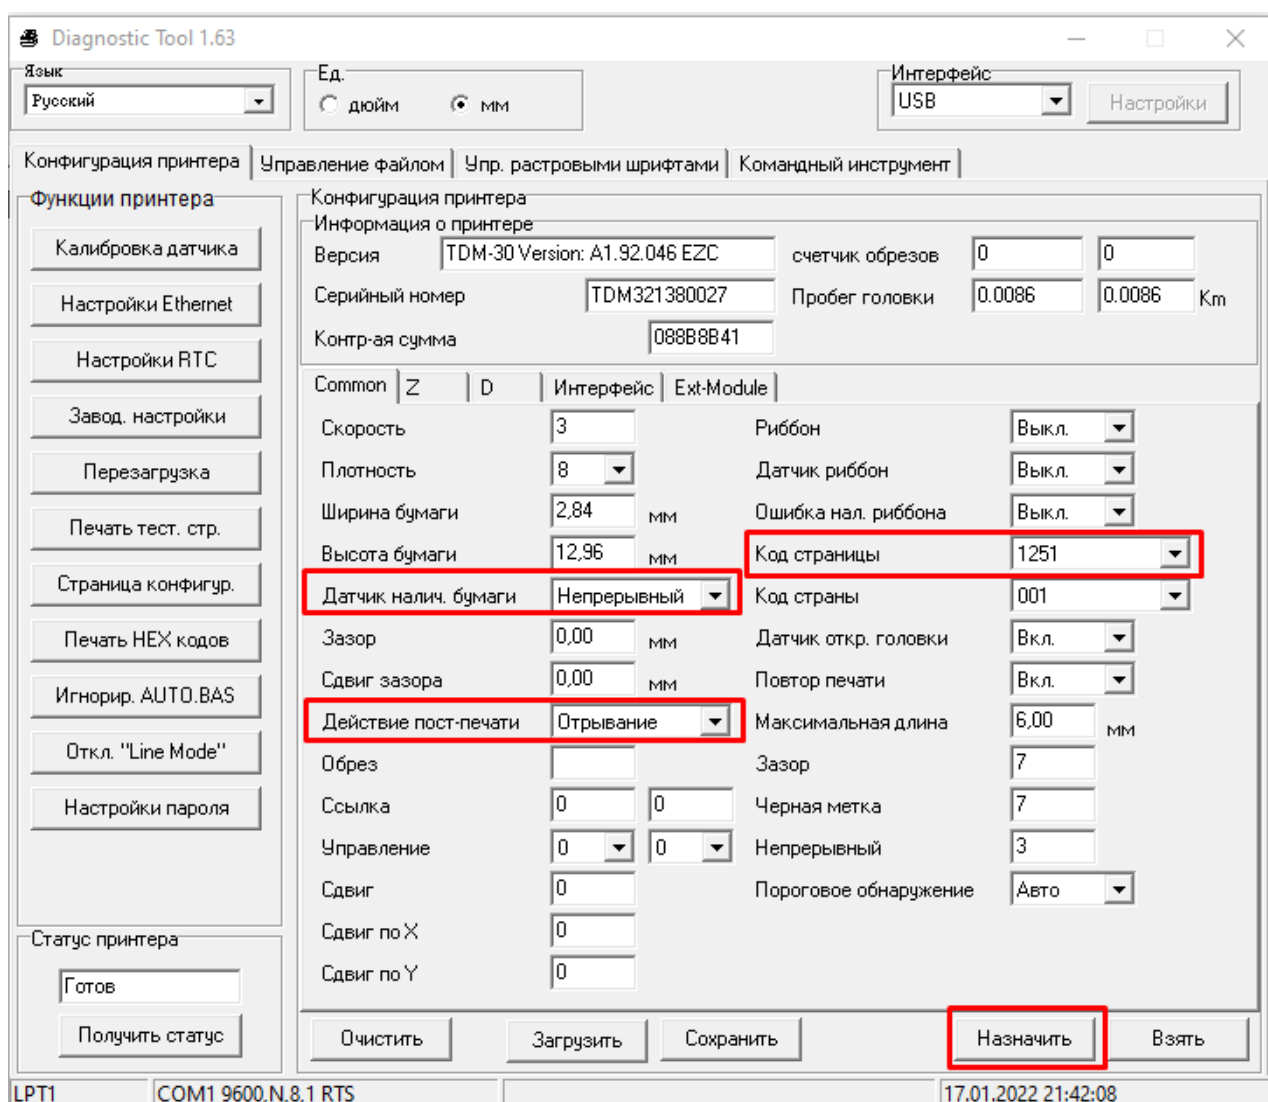 Diagnostic Tool 1.63
Язык
Русский
Ед.
дюйм мм
Интерфейс
USB
Настройки
Конфигурация принтера Управление файлом Упр. растровыми шрифтами Командный инструмент
Функции принтера
Калибровка датчика
Настройки Ethernet
Настройки RTC
Завод. настройки
Перезагрузка
Печать тест. стр.
Страница конфигур.
Печать HEX кодов
Игнорир. AUTO.BAS
Откл. "Line Mode"
Настройки пароля
Статус принтера
Готов
Получить статус
Конфигурация принтера
Информация о принтере
Версия TDM-30 Version: A1.92.046 EZC счетчик обрезов 0 0
Серийный номер TDM321380027 Пробег головки 0.0086 0.0086 Km
Контр-ая сумма 088B8B41
Common Z D Интерфейс Ext-Module
Скорость 3
Плотность 8
Ширина бумаги 2,84 мм
Высота бумаги 12,96 мм
Датчик налич. бумаги Непрерывный
Зазор 0,00 мм
Сдвиг зазора 0,00 мм
Действие пост-печати Отрывание
Обрез
Ссылка 0 0
Управление 0 0
Сдвиг 0
Сдвиг по X 0
Сдвиг по Y 0
Риббон Выкл.
Датчик риббон Выкл.
Ошибка нал. риббона Выкл.
Код страницы 1251
Код страны 001
Датчик откр. головки Вкл.
Повтор печати Вкл.
Максимальная длина 6,00 мм
Зазор 7
Черная метка 7
Непрерывный 3
Пороговое обнаружение Авто
Очистить Загрузить Сохранить Назначить Взять
LPT1 COM1 9600,N,8,1 RTS 17.01.2022 21:42:08